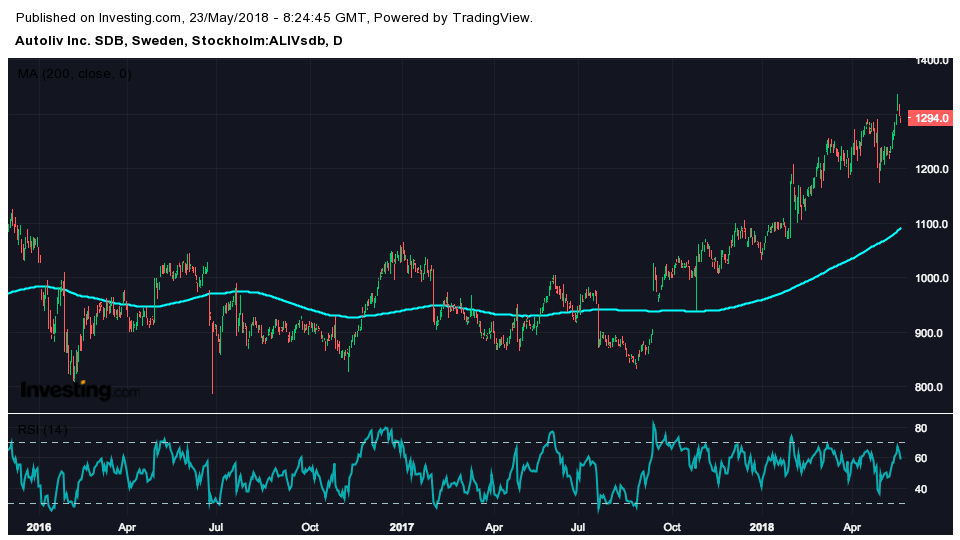 Published on Investing.com, 23/May/2018 - 8:24:45 GMT, Powered by TradingView.
Autoliv Inc. SDB, Sweden, Stockholm:ALIVsdb, D
MA (200, close, 0)
1400.0
1294.0
1200.0
1100.0
1000.0
900.0
800.0
Investing.com
RSI (14)
80
60
40
2016 Apr Jul Oct 2017 Apr Jul Oct 2018 Apr